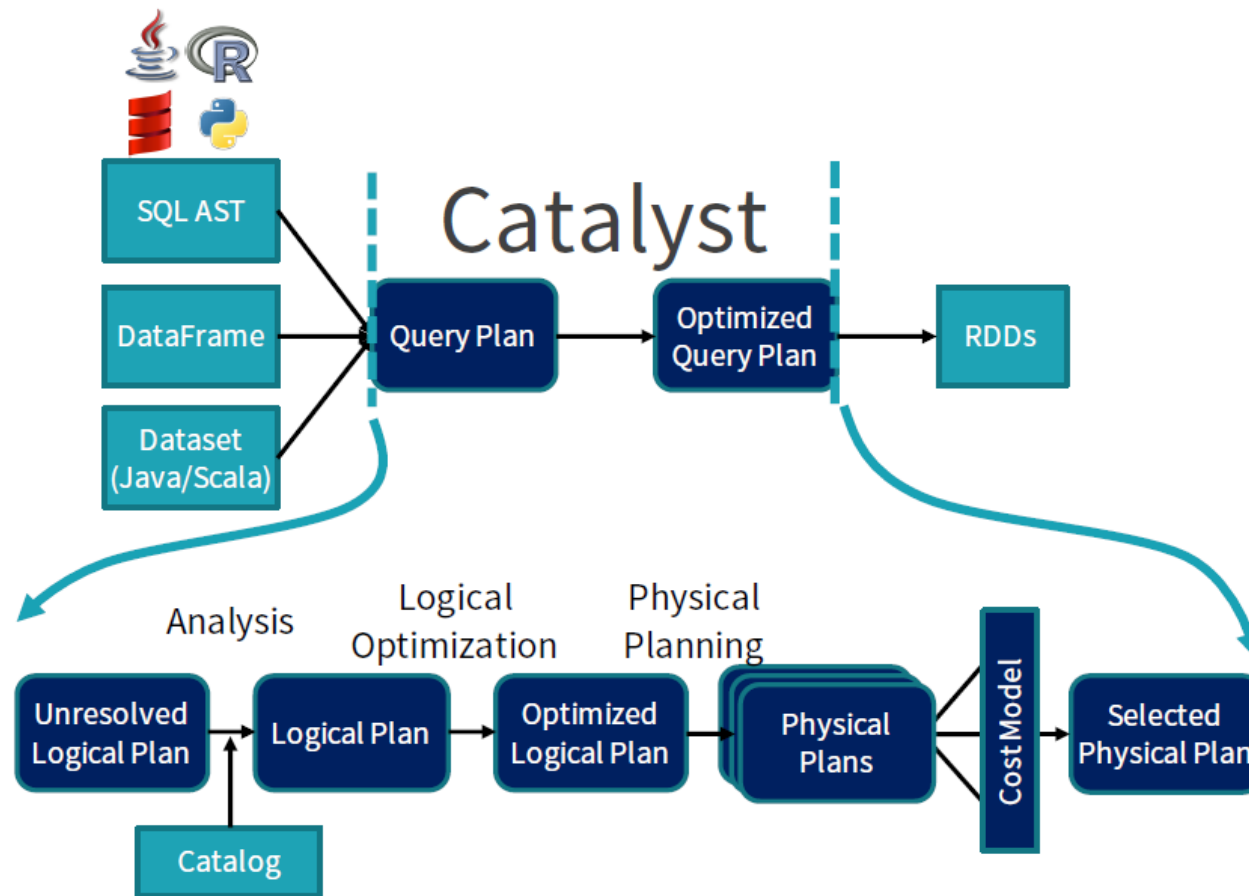 R
SQL AST
Catalyst
DataFrame
Query Plan
Optimized
Query Plan
RDDs
Dataset
(Java/Scala)
Analysis
Logical
Optimization
Physical
Planning
Unresolved
Logical Plan
Logical Plan
Optimized
Logical Plan
Physical
Plans
Cost Model
Selected
Physical Plan
Catalog